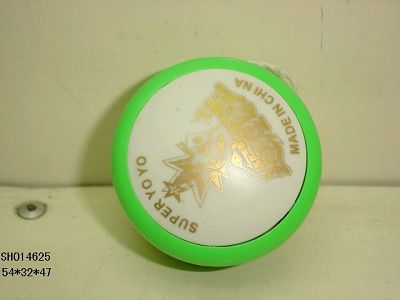 SUPER YO YO
MADE IN CHINA
SH014625
54*32*47